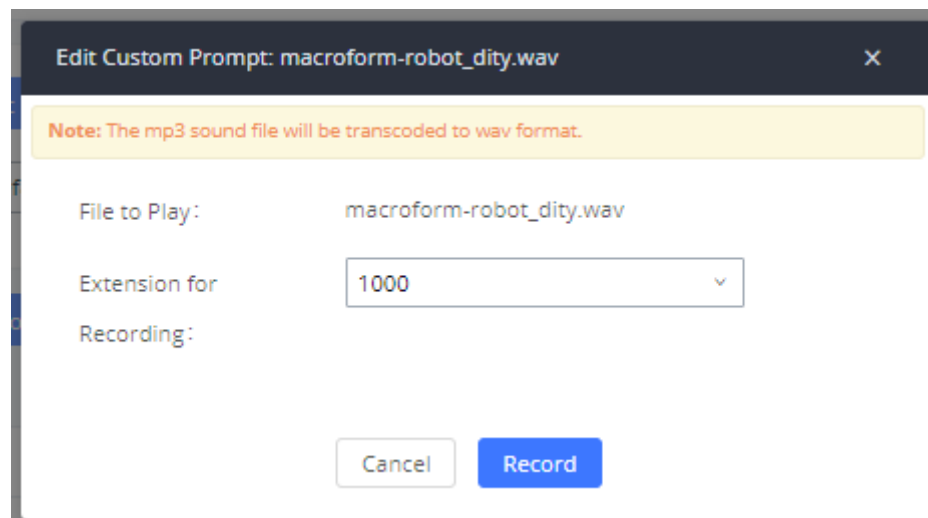 Edit Custom Prompt: macroform-robot_dity.wav
Note: The mp3 sound file will be transcoded to wav format.
File to Play: macroform-robot_dity.wav
Extension for 1000
Recording:
Cancel Record